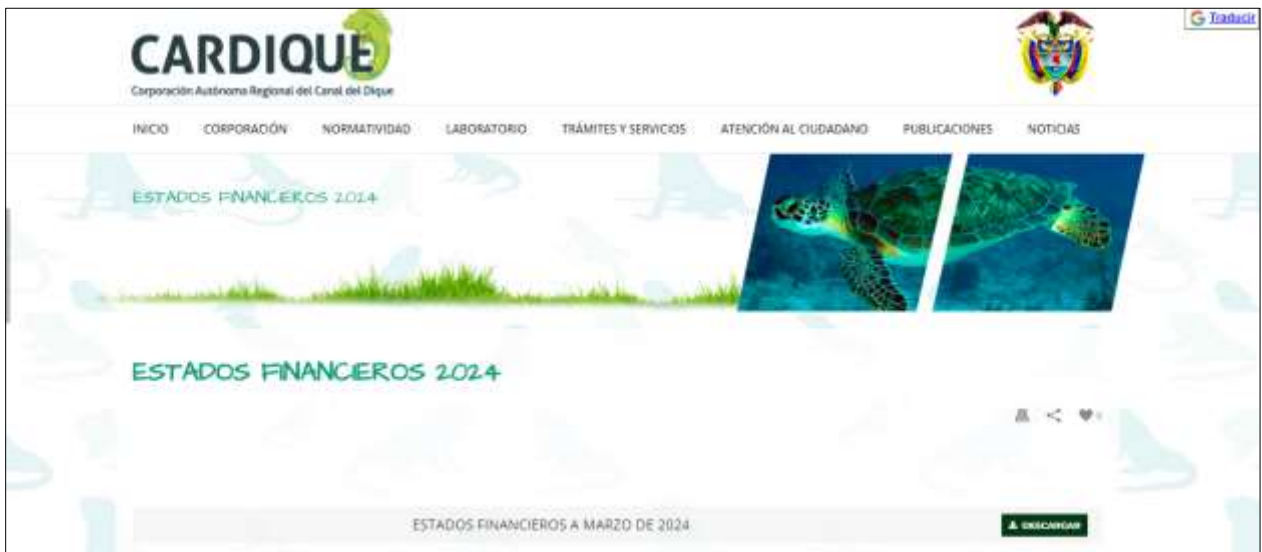 Traducir
CARDIQUE
Corporación Autónoma Regional del Canal del Dique
INICIO CORPORACIÓN NORMATIVIDAD LABORATORIO TRÁMITES Y SERVICIOS ATENCIÓN AL CIUDADANO PUBLICACIONES NOTICIAS
ESTADOS FINANCIEROS 2024
ESTADOS FINANCIEROS 2024
ESTADOS FINANCIEROS A MARZO DE 2024 DESCARGAR